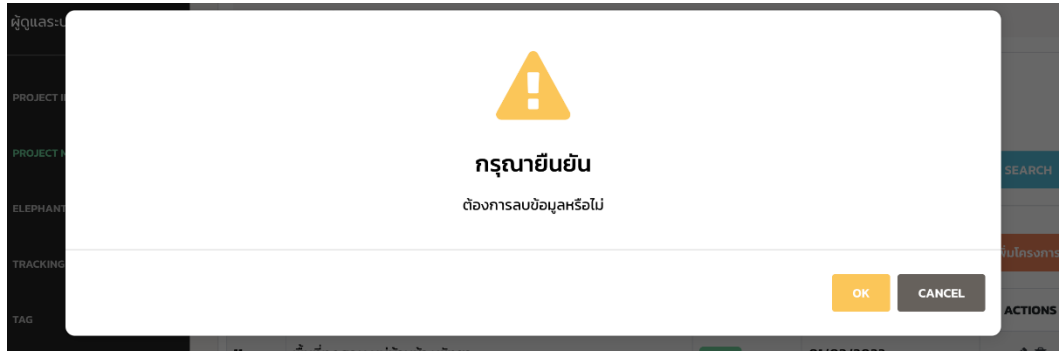 PROJECT
PROJECT
ELEPHANT
TRACKING
TAG
กรุณายืนยัน
ต้องการลบข้อมูลหรือไม่
OK
CANCEL
SEARCH
ACTIONS